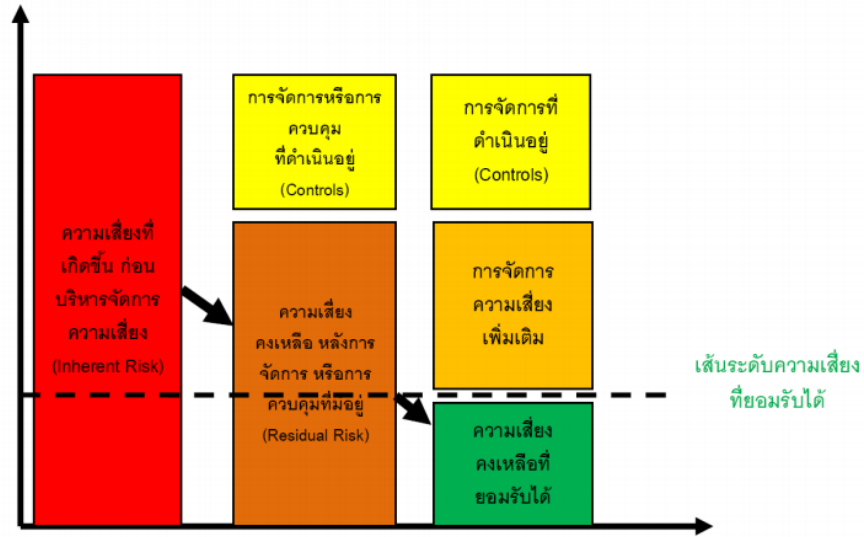 ความเสี่ยงที่
เกิดขึ้น ก่อน
บริหารจัดการ
ความเสี่ยง
(Inherent Risk)
การจัดการหรือการ
ควบคุม
ที่ดำเนินอยู่
(Controls)
ความเสี่ยง
คงเหลือ หลังการ
จัดการ หรือการ
ควบคุมที่มีอยู่
(Residual Risk)
การจัดการที่
ดำเนินอยู่
(Controls)
การจัดการ
ความเสี่ยง
เพิ่มเติม
ความเสี่ยง
คงเหลือที่
ยอมรับได้
เส้นระดับความเสี่ยง
ที่ยอมรับได้